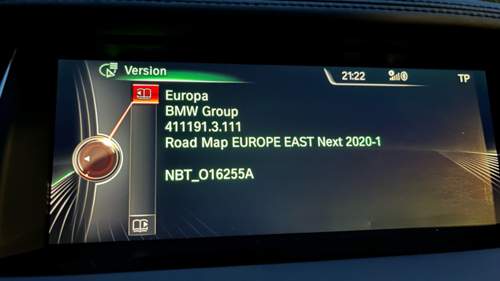 Version
21:22
TP
Europa
BMW Group
411191.3.111
Road Map EUROPE EAST Next 2020-1
NBT_O16255A